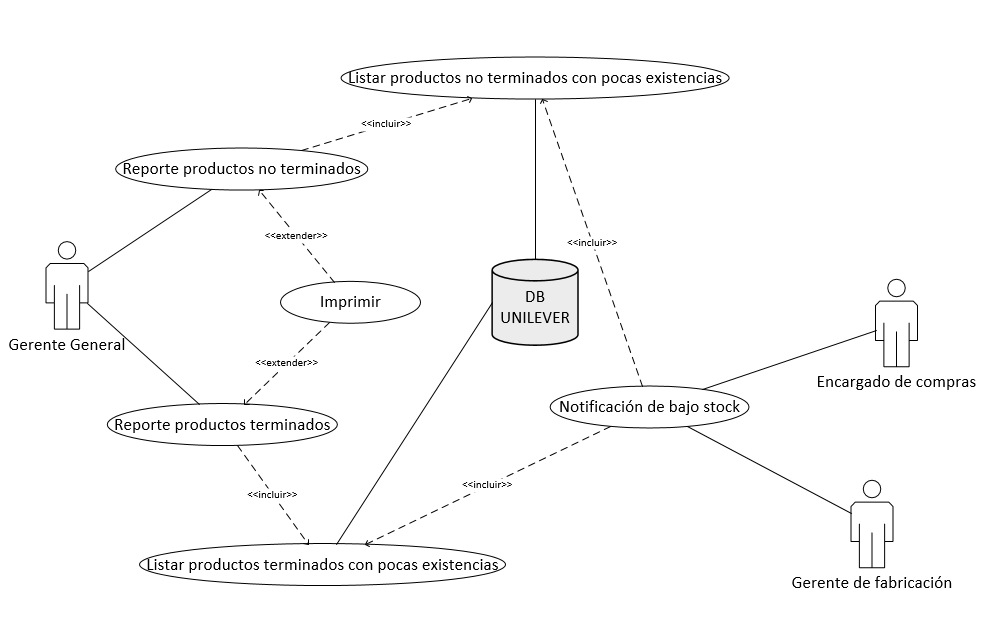 Listar productos no terminados con pocas existencias
<<incluir>>
Reporte productos no terminados
<<extender>>
<<incluir>>
DB
UNILEVER
Imprimir
Gerente General
<<extender>>
Encargado de compras
Notificación de bajo stock
Reporte productos terminados
<<incluir>>
<<incluir>>
Listar productos terminados con pocas existencias
Gerente de fabricación